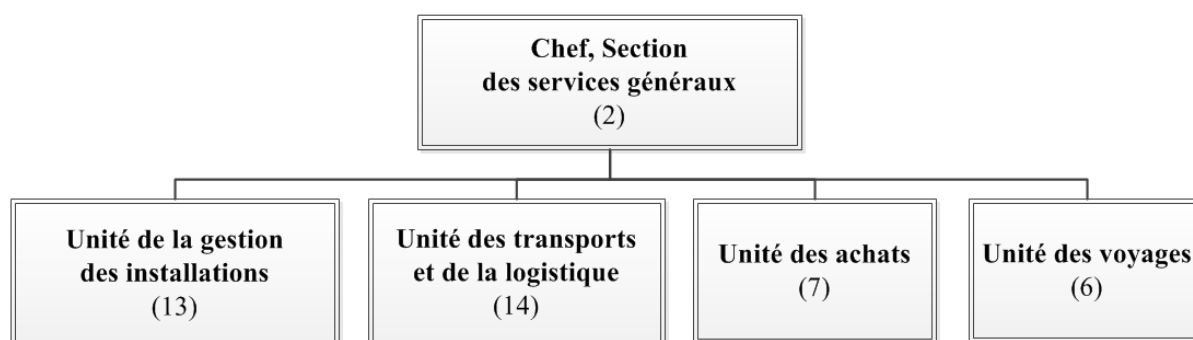 Chef, Section
des services généraux
(2)
Unité de la gestion
des installations
(13)
Unité des transports
et de la logistique
(14)
Unité des achats
(7)
Unité des voyages
(6)